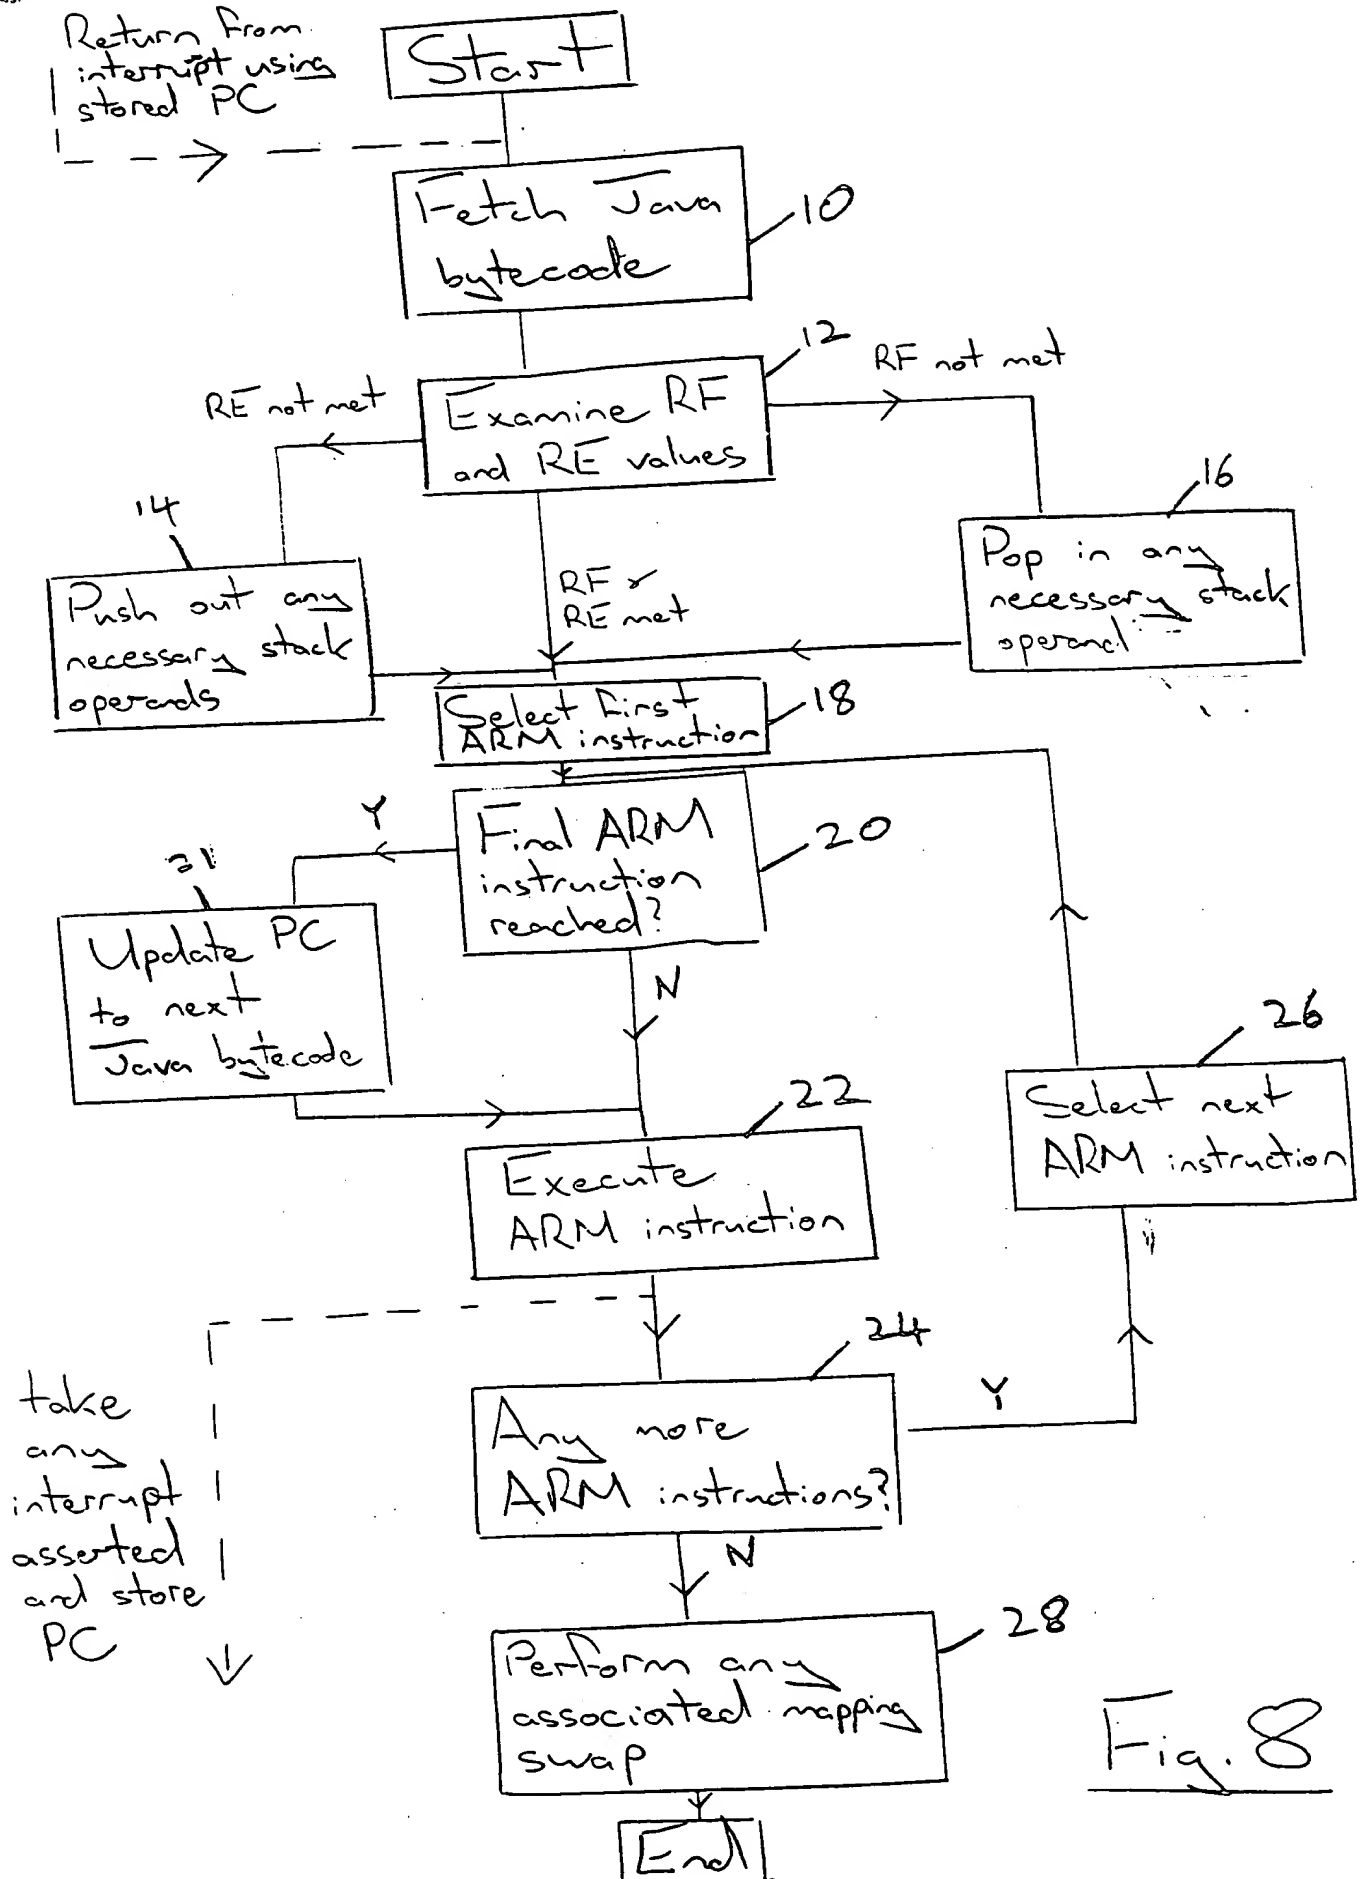 Return from
interrupt using
stored PC
Start
Fetch Java
bytecode
10
12
RF not met
RE not met
Examine RF
and RE values
14
16
Push out any
necessary stack
operands
RF &
RE met
Pop in any
necessary stack
operand
Select first
ARM instruction
18
Y
Final ARM
instruction
reached?
20
21
Update PC
to next
Java bytecode
N
26
Select next
ARM instruction
22
Execute
ARM instruction
24
take
any
interrupt
asserted
and store
PC
Any more
ARM instructions?
Y
N
28
Perform any
associated mapping
swap
Fig. 8
End